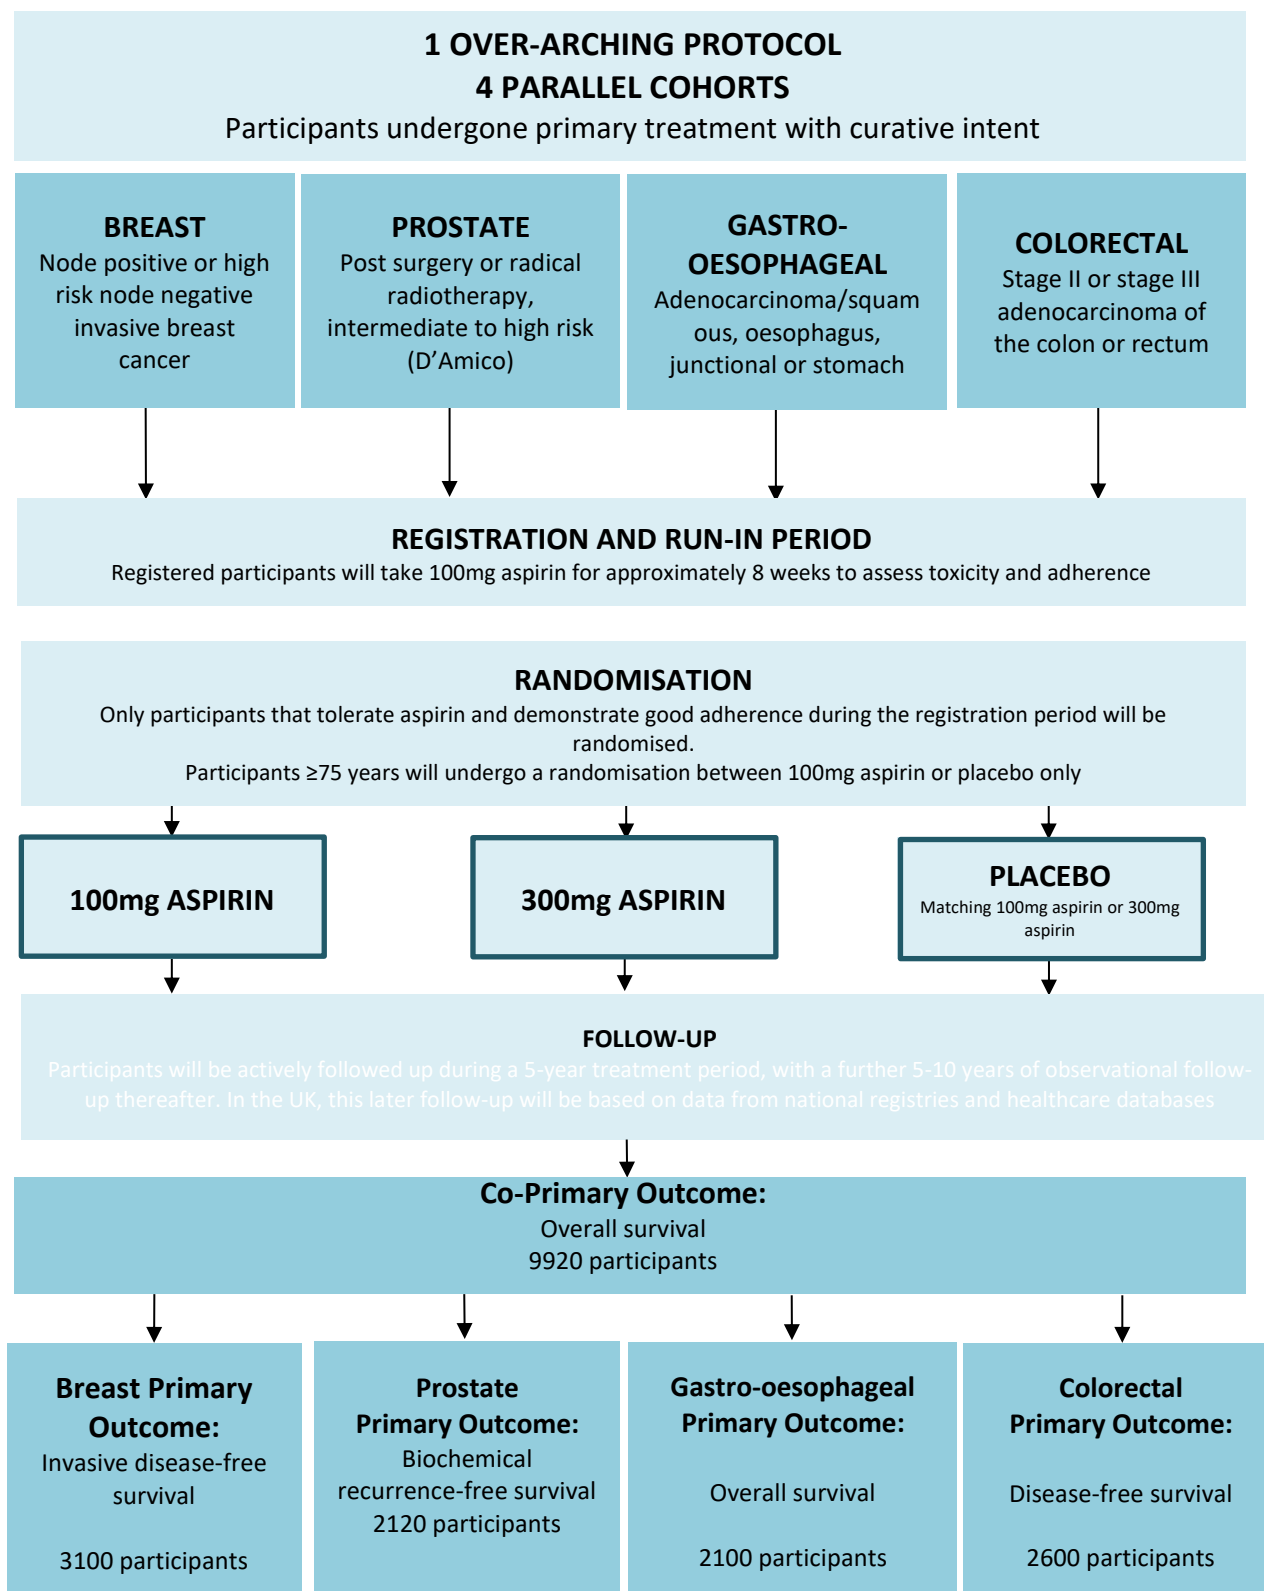 1 OVER-ARCHING PROTOCOL
4 PARALLEL COHORTS
Participants undergone primary treatment with curative intent
BREAST
Node positive or high
risk node negative
invasive breast
cancer
PROSTATE
Post surgery or radical
radiotherapy,
intermediate to high risk
(D’Amico)
GASTRO-
OESOPHAGEAL
Adenocarcinoma/squam
ous, oesophagus,
junctional or stomach
COLORECTAL
Stage II or stage III
adenocarcinoma of
the colon or rectum
REGISTRATION AND RUN-IN PERIOD
Registered participants will take 100mg aspirin for approximately 8 weeks to assess toxicity and adherence
RANDOMISATION
Only participants that tolerate aspirin and demonstrate good adherence during the registration period will be
randomised.
Participants ≥75 years will undergo a randomisation between 100mg aspirin or placebo only
100mg ASPIRIN
300mg ASPIRIN
PLACEBO
Matching 100mg aspirin or 300mg
aspirin
FOLLOW-UP
Participants will be actively followed up during a 5-year treatment period, with a further 5-10 years of observational follow-
up thereafter. In the UK, this later follow-up will be based on data from national registries and healthcare databases
Co-Primary Outcome:
Overall survival
9920 participants
Breast Primary
Outcome:
Invasive disease-free
survival
3100 participants
Prostate
Primary Outcome:
Biochemical
recurrence-free survival
2120 participants
Gastro-oesophageal
Primary Outcome:
Overall survival
2100 participants
Colorectal
Primary Outcome:
Disease-free survival
2600 participants